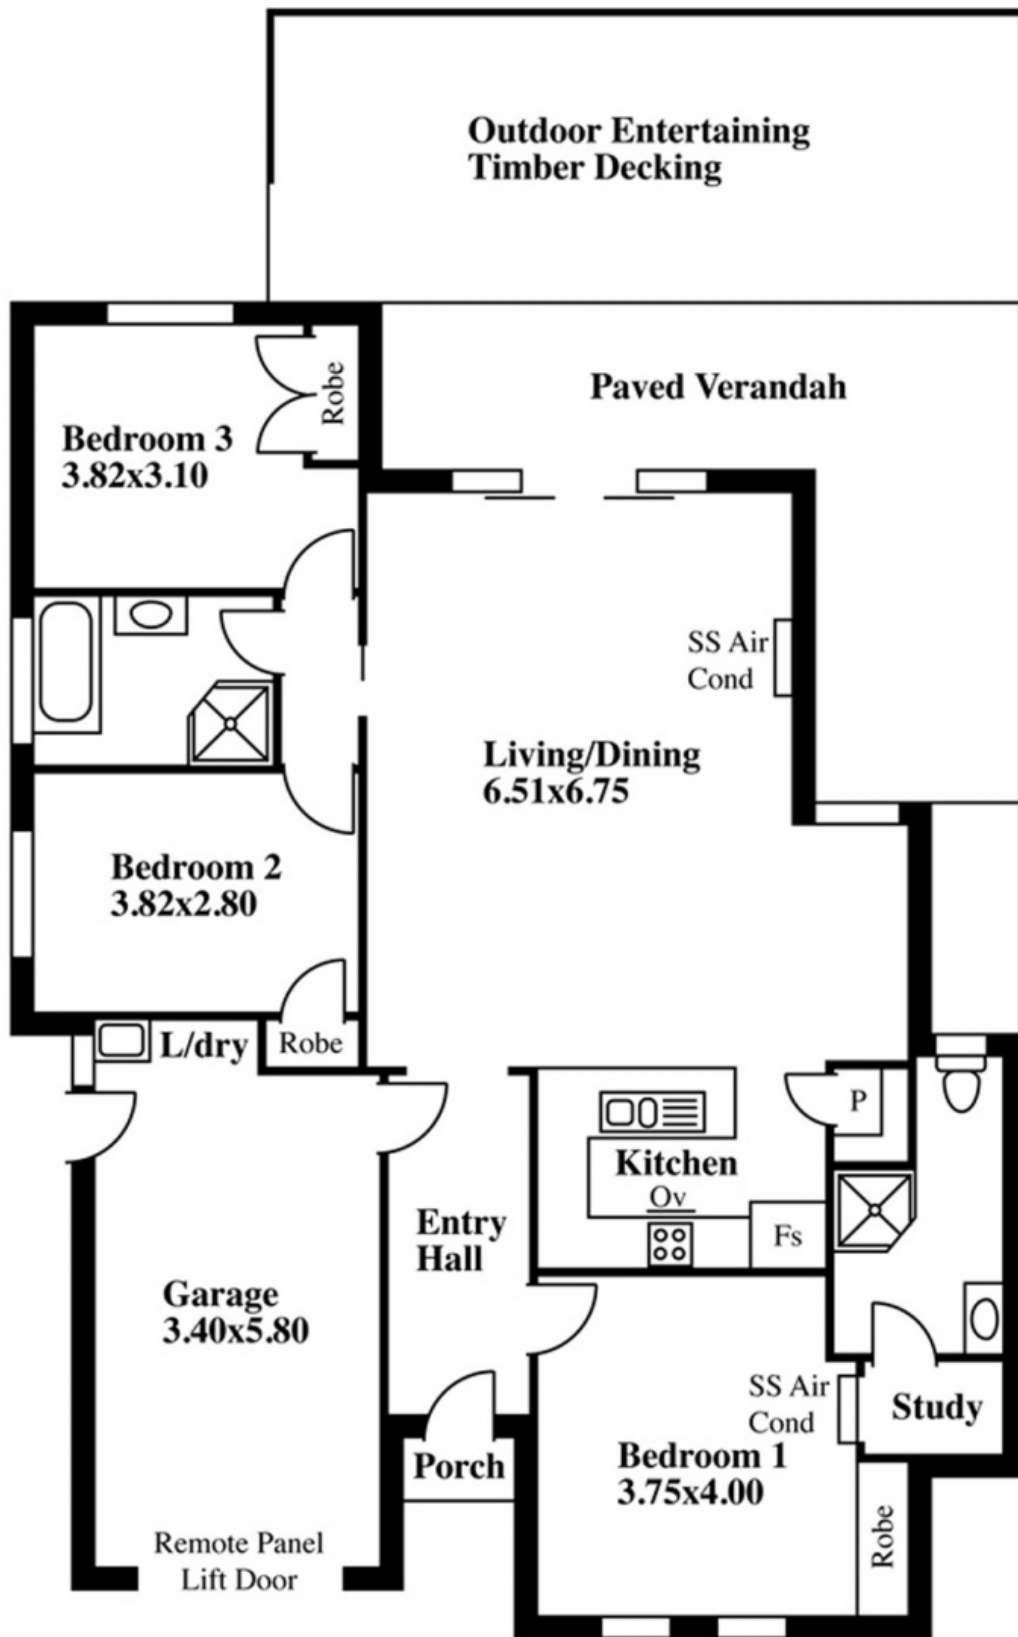 Outdoor Entertaining
Timber Decking
Paved Verandah
Robe
Bedroom 3
3.82x3.10
SS Air
Cond
Living/Dining
6.51x6.75
Bedroom 2
3.82x2.80
L/dry
Robe
P
Kitchen
Ov
Fs
Entry
Hall
Garage
3.40x5.80
SS Air
Cond
Study
Bedroom 1
3.75x4.00
Porch
Robe
Remote Panel
Lift Door